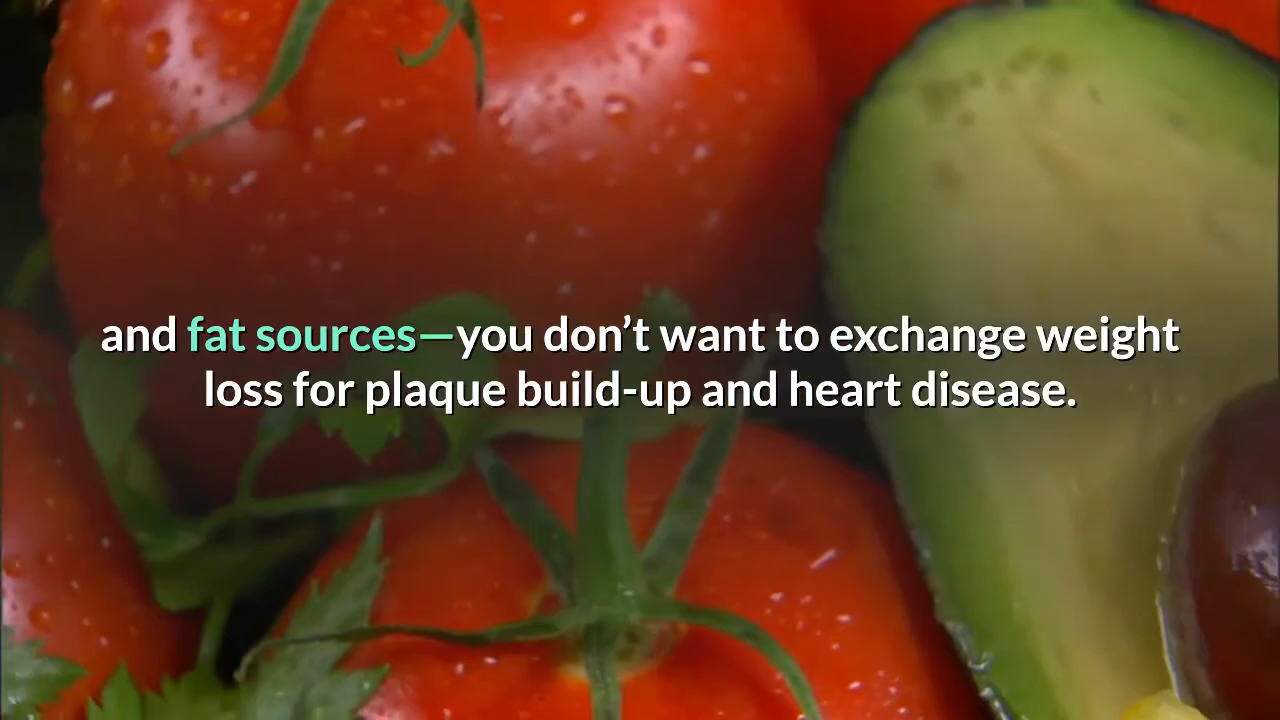 and fat sources—you don’t want to exchange weight
loss for plaque build-up and heart disease.